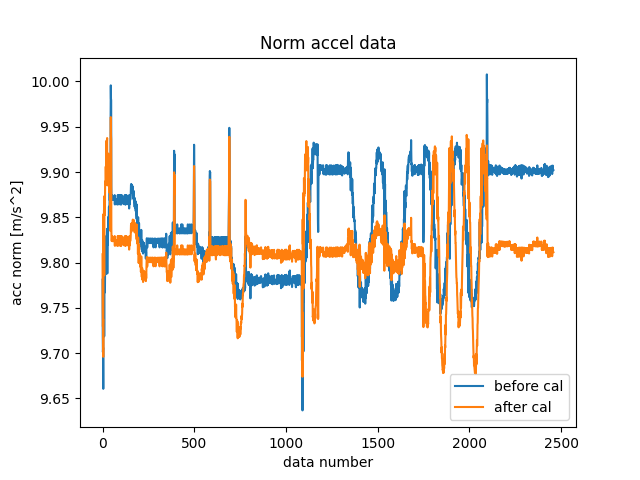 Norm accel data
acc norm [m/s^2]
10.00
9.95
9.90
9.85
9.80
9.75
9.70
9.65
0 500 1000 1500 2000 2500
data number
before cal
after cal